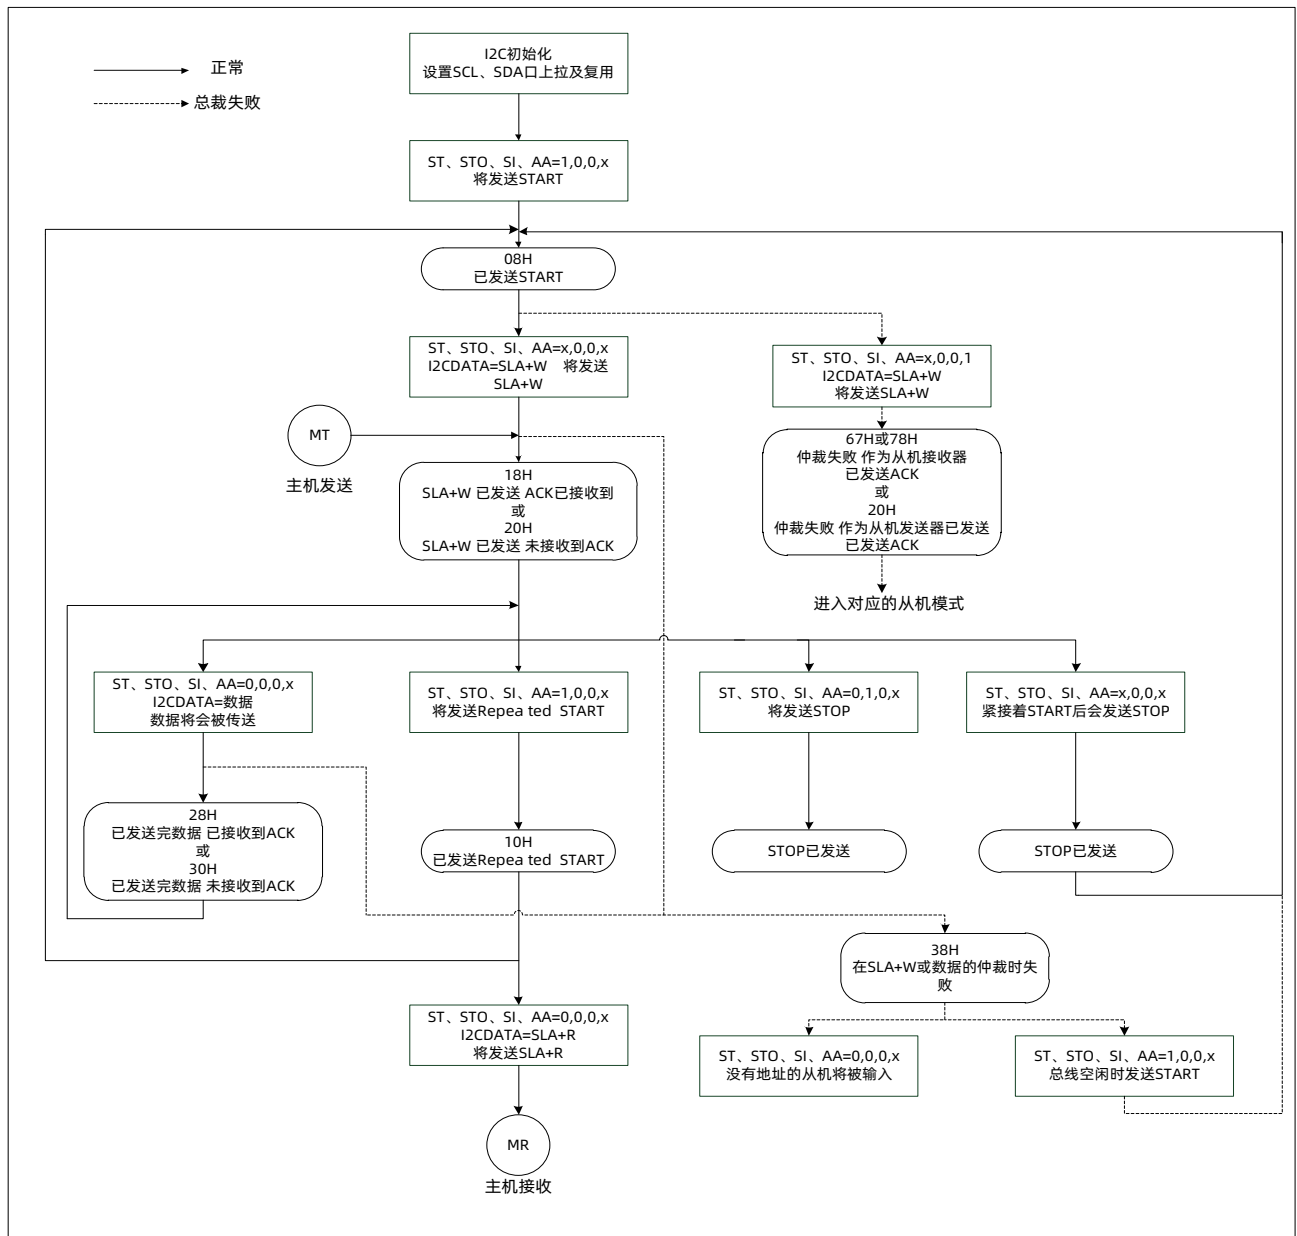 I2C初始化
设置SCL、SDA口上拉及复用
正常
总裁失败
ST、STO、SI、AA=1,0,0,x
将发送START
08H
已发送START
ST、STO、SI、AA=x,0,0,x
I2CDATA=SLA+W 将发送
SLA+W
ST、STO、SI、AA=x,0,0,1
I2CDATA=SLA+W
将发送SLA+W
MT
主机发送
67H或78H
仲裁失败 作为从机接收器
已发送ACK
或
20H
仲裁失败 作为从机发送器已发送
已发送ACK
18H
SLA+W 已发送 ACK已接收到
或
20H
SLA+W 已发送 未接收到ACK
进入对应的从机模式
ST、STO、SI、AA=0,0,0,x
I2CDATA=数据
数据将会被传送
ST、STO、SI、AA=1,0,0,x
将发送Repea ted START
ST、STO、SI、AA=0,1,0,x
将发送STOP
ST、STO、SI、AA=x,0,0,x
紧接着START后会发送STOP
28H
已发送完数据 已接收到ACK
或
30H
已发送完数据 未接收到ACK
10H
已发送Repea ted START
STOP已发送
STOP已发送
38H
在SLA+W或数据的仲裁时失
败
ST、STO、SI、AA=0,0,0,x
I2CDATA=SLA+R
将发送SLA+R
ST、STO、SI、AA=0,0,0,x
没有地址的从机将被输入
ST、STO、SI、AA=1,0,0,x
总线空闲时发送START
MR
主机接收